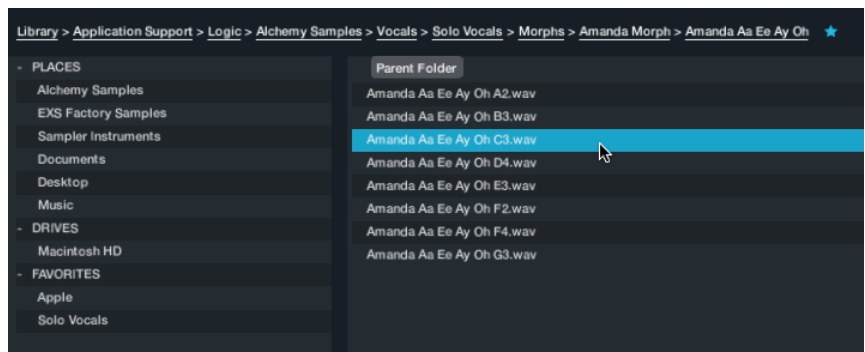 Library > Application Support > Logic > Alchemy Samples > Vocals > Solo Vocals > Morphs > Amanda Morph > Amanda Aa Ee Ay Oh
- PLACES
Alchemy Samples
EXS Factory Samples
Sampler Instruments
Documents
Desktop
Music
- DRIVES
Macintosh HD
- FAVORITES
Apple
Solo Vocals
Parent Folder
Amanda Aa Ee Ay Oh A2.wav
Amanda Aa Ee Ay Oh B3.wav
Amanda Aa Ee Ay Oh C3.wav
Amanda Aa Ee Ay Oh D4.wav
Amanda Aa Ee Ay Oh E3.wav
Amanda Aa Ee Ay Oh F2.wav
Amanda Aa Ee Ay Oh F4.wav
Amanda Aa Ee Ay Oh G3.wav